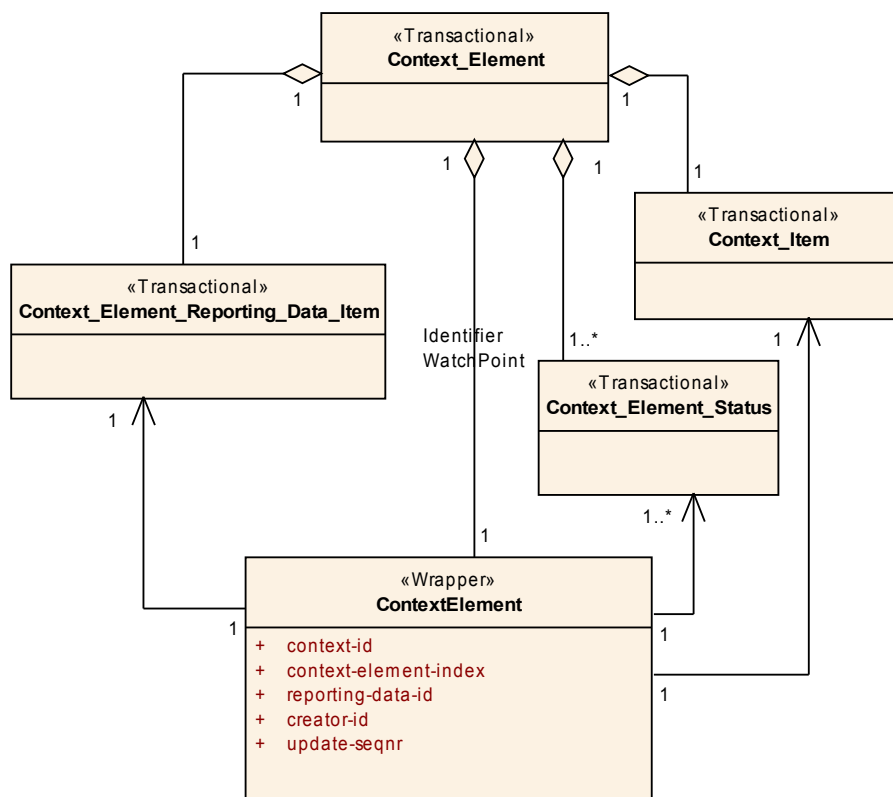 «Transactional»
Context_Element
1
1
1
1
1
1
«Transactional»
Context_Item
«Transactional»
Context_Element_Reporting_Data_Item
Identifier
WatchPoint
1..*
1
«Transactional»
Context_Element_Status
1
1..*
1
«Wrapper»
ContextElement
1
1
1
+ context-id
+ context-element-index
+ reporting-data-id
+ creator-id
+ update-seqnr